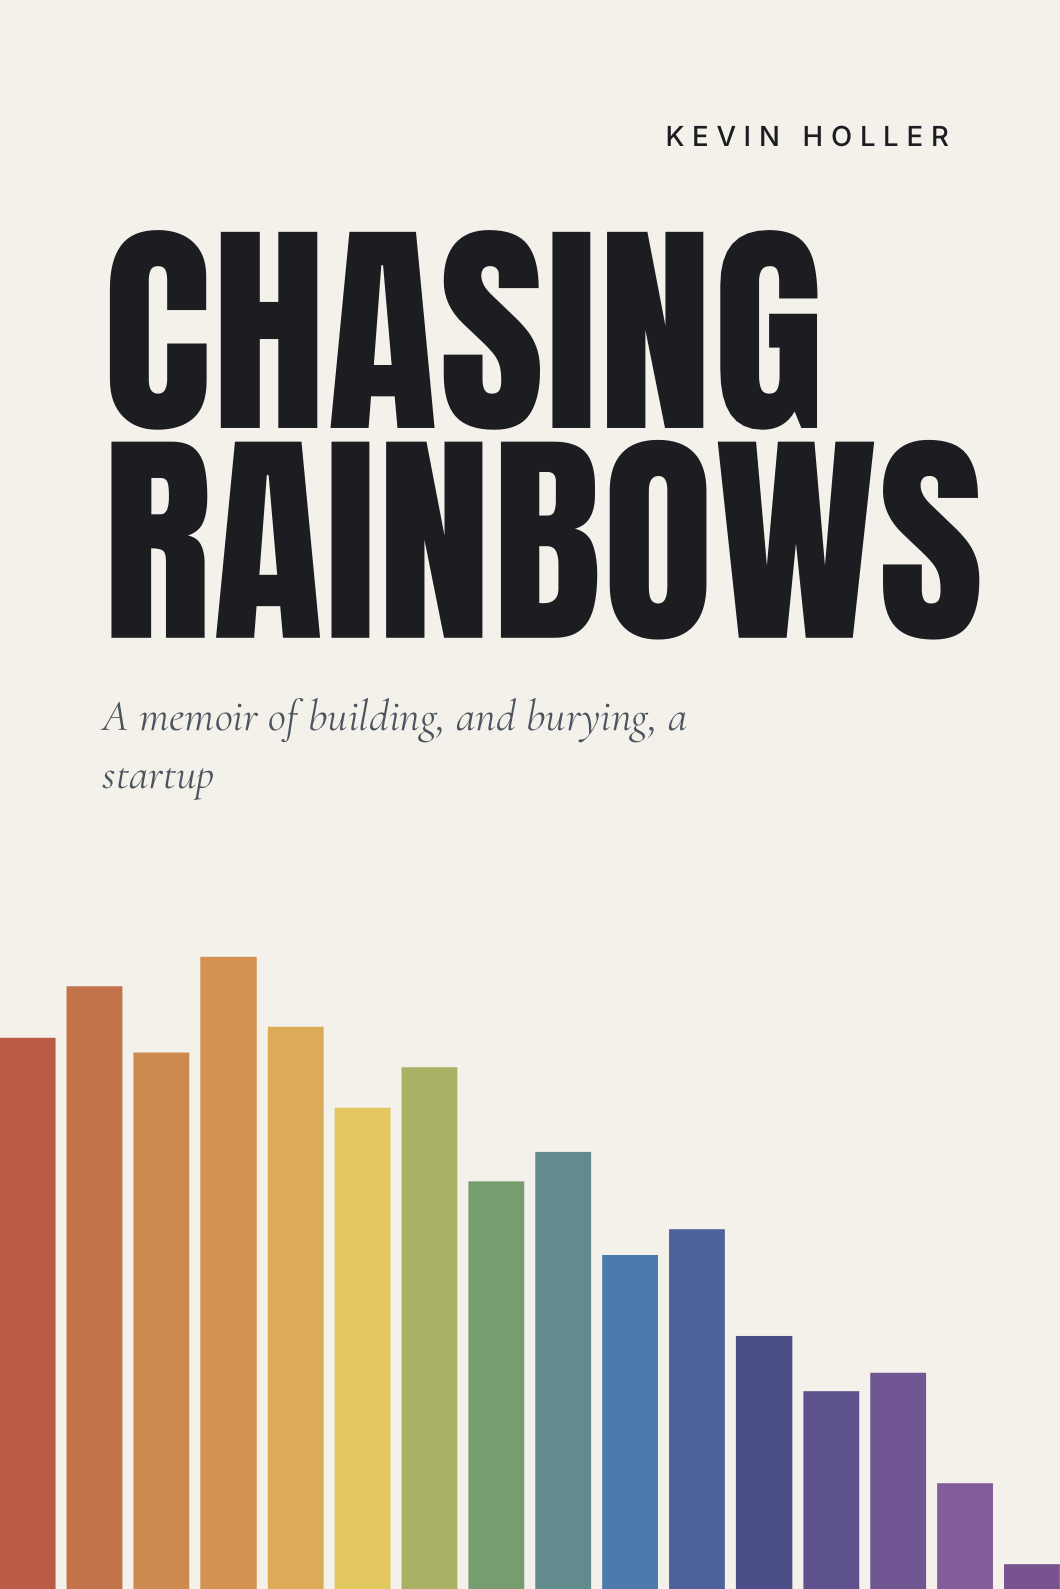 KEVIN HOLLER
CHASING
RAINBOWS
A memoir of building, and burying, a
startup